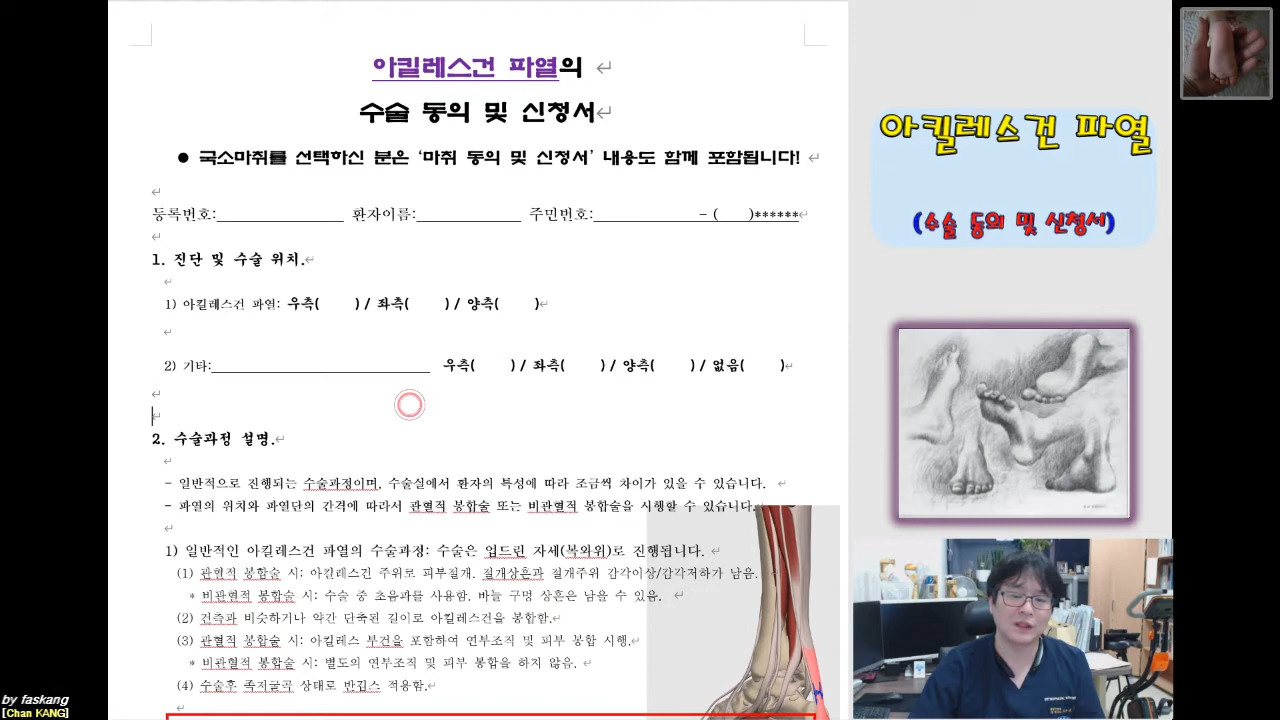 아킬레스건 파열의
수술 동의 및 신청서
● 국소마취를 선택하신 분은 '마취 동의 및 신청서' 내용도 함께 포함됩니다!
등록번호:_______________ 환자이름:_____________ 주민번호:_____________ - ( )******
1. 진단 및 수술 위치.
1) 아킬레스건 파열: 우측( ) / 좌측( ) / 양측( )
2) 기타:___________________________ 우측( ) / 좌측( ) / 양측( ) / 없음( )
2. 수술과정 설명.
- 일반적으로 진행되는 수술과정이며, 수술실에서 환자의 특성에 따라 조금씩 차이가 있을 수 있습니다.
- 파열의 위치와 파열단의 간격에 따라서 관혈적 봉합술 또는 비관혈적 봉합술을 시행할 수 있습니다.
1) 일반적인 아킬레스건 파열의 수술과정: 수술은 업드린 자세(복와위)로 진행됩니다.
(1) 관혈적 봉합술 시: 아킬레스건 주위로 피부절개. 절개상흔과 절개주위 감각이상/감각저하가 남음.
* 비관혈적 봉합술 시: 수술 중 초음파를 사용함. 바늘 구멍 상흔은 남을 수 있음.
(2) 건측과 비슷하거나 약간 단축된 길이로 아킬레스건을 봉합함.
(3) 관혈적 봉합술 시: 아킬레스 부건을 포함하여 연부조직 및 피부 봉합 시행.
* 비관혈적 봉합술 시: 별도의 연부조직 및 피부 봉합을 하지 않음.
(4) 수술후 족저굴곡 상태로 반깁스 적용함.
아킬레스건 파열
(수술 동의 및 신청서)
by faskang
[Chan KANG]